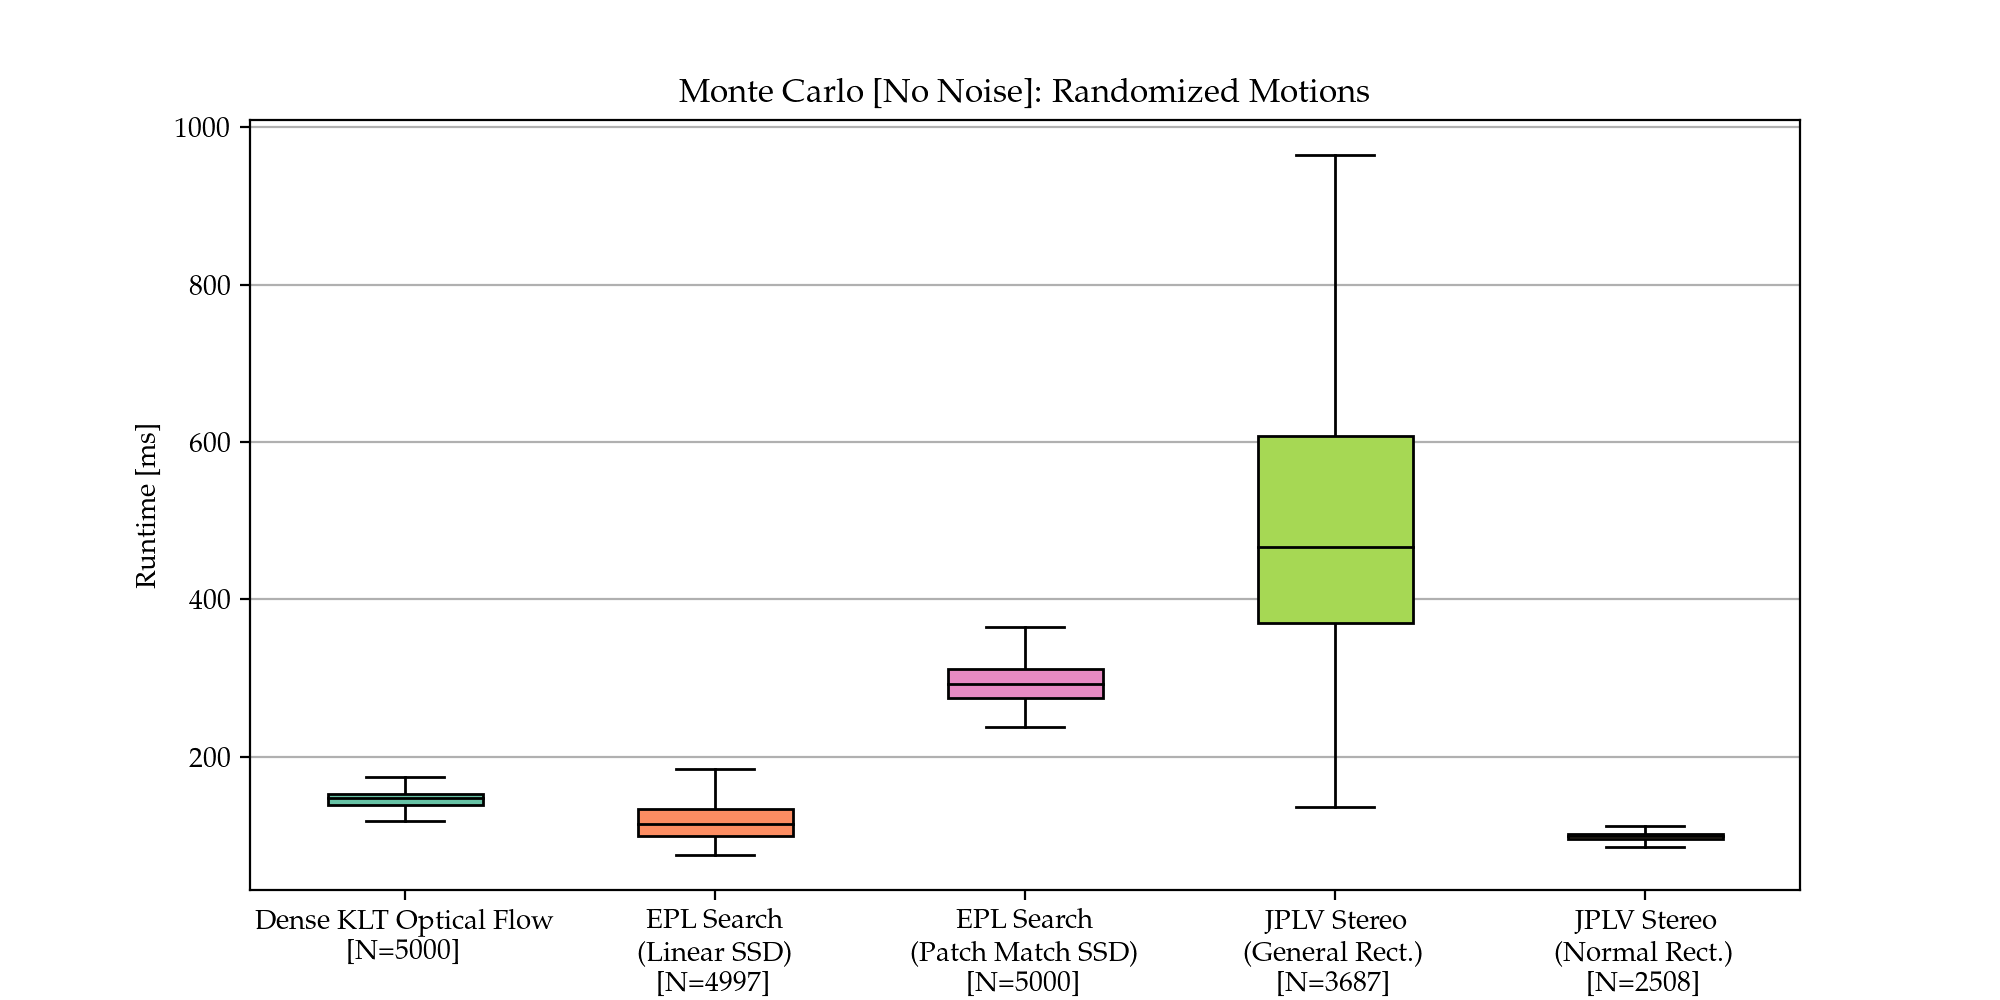 Monte Carlo [No Noise]: Randomized Motions
1000
800
600
400
200
Runtime [ms]
Dense KLT Optical Flow
[N=5000]
EPL Search
(Linear SSD)
[N=4997]
EPL Search
(Patch Match SSD)
[N=5000]
JPLV Stereo
(General Rect.)
[N=3687]
JPLV Stereo
(Normal Rect.)
[N=2508]